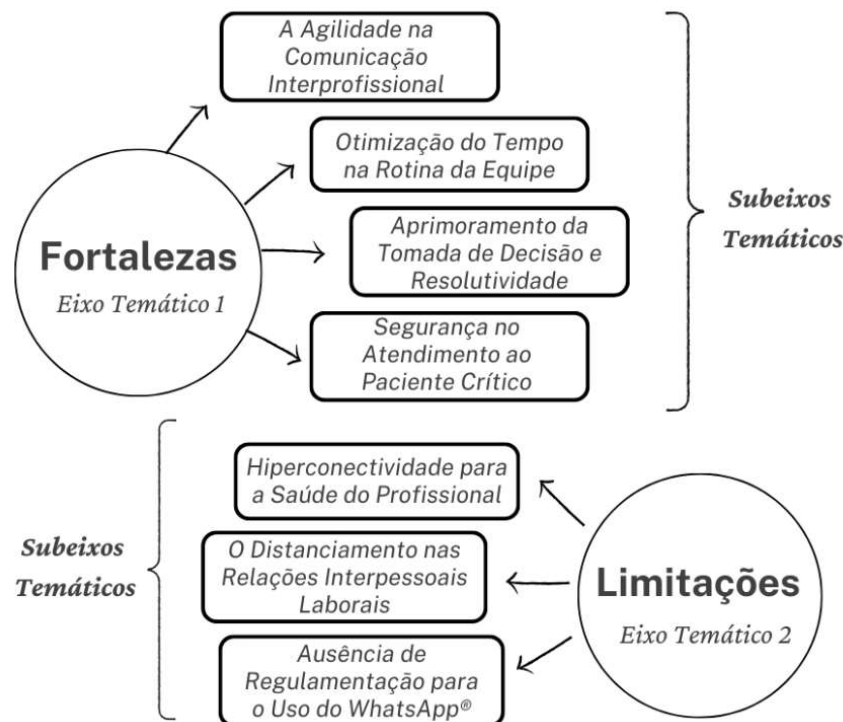 A Agilidade na
Comunicação
Interprofissional
Otimização do Tempo
na Rotina da Equipe
Aprimoramento da
Tomada de Decisão e
Resolutividade
Segurança no
Atendimento ao
Paciente Crítico
Fortalezas
Eixo Temático 1
Subeixos
Temáticos
Hiperconectividade para
a Saúde do Profissional
O Distanciamento nas
Relações Interpessoais
Laborais
Ausência de
Regulamentação para
o Uso do WhatsApp®
Subeixos
Temáticos
Limitações
Eixo Temático 2